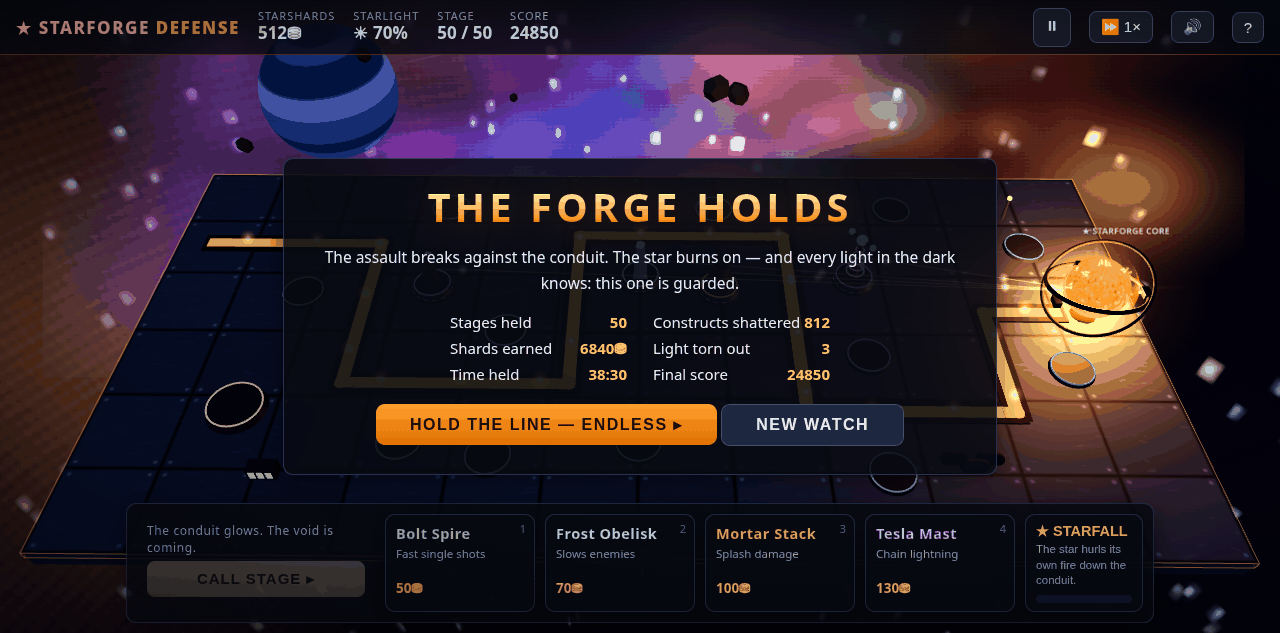 ★ STARFORGE DEFENSE
STARSHARDS
512
STARLIGHT
☀ 70%
STAGE
50 / 50
SCORE
24850
⏸
⏩ 1×
🔊
?
★ STARFORGE CORE
THE FORGE HOLDS
The assault breaks against the conduit. The star burns on — and every light in the dark
knows: this one is guarded.
Stages held 50
Constructs shattered 812
Shards earned 6840
Light torn out 3
Time held 38:30
Final score 24850
HOLD THE LINE — ENDLESS ▸
NEW WATCH
The conduit glows. The void is
coming.
CALL STAGE ▸
Bolt Spire 1
Fast single shots
50
Frost Obelisk 2
Slows enemies
70
Mortar Stack 3
Splash damage
100
Tesla Mast 4
Chain lightning
130
★ STARFALL
The star hurls its
own fire down the
conduit.